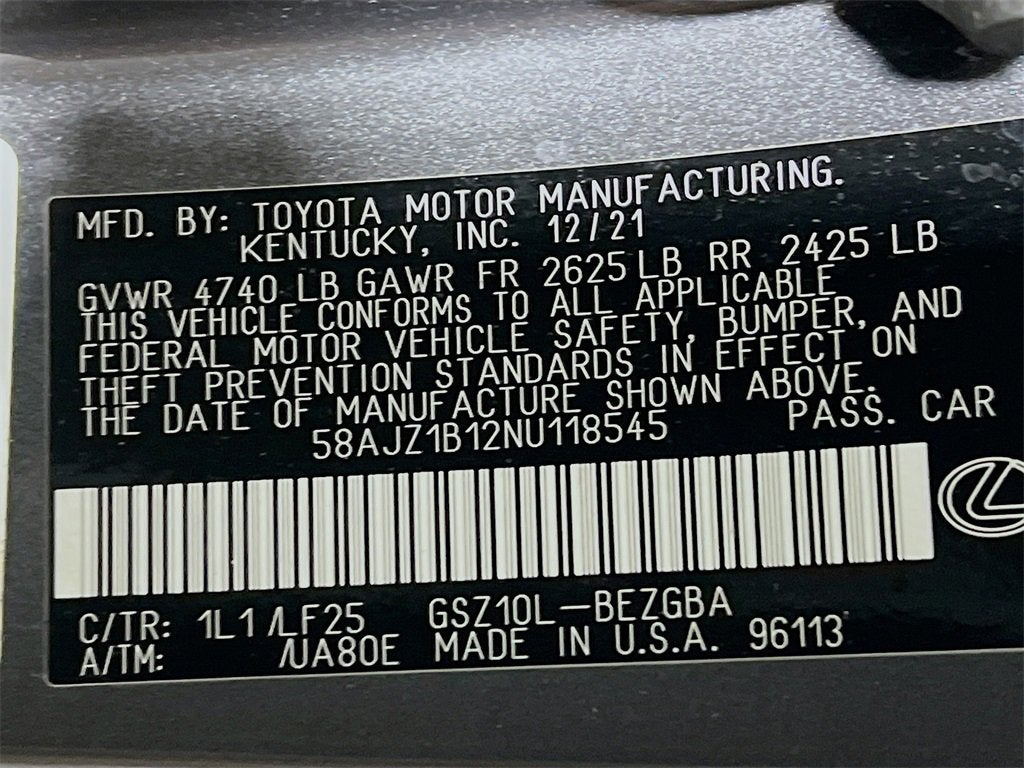 MFD. BY: TOYOTA MOTOR MANUFACTURING.
KENTUCKY, INC. 12/21
GVWR 4740 LB GAWR FR 2625 LB RR 2425 LB
THIS VEHICLE CONFORMS TO ALL APPLICABLE
FEDERAL MOTOR VEHICLE SAFETY, BUMPER, AND
THEFT PREVENTION STANDARDS IN EFFECT ON
THE DATE OF MANUFACTURE SHOWN ABOVE.
58AJZ1B12NU118545 PASS. CAR
C/TR: 1L1 /LF25 GSZ10L-BEZGBA
A/TM: /UA80E MADE IN U.S.A. 96113